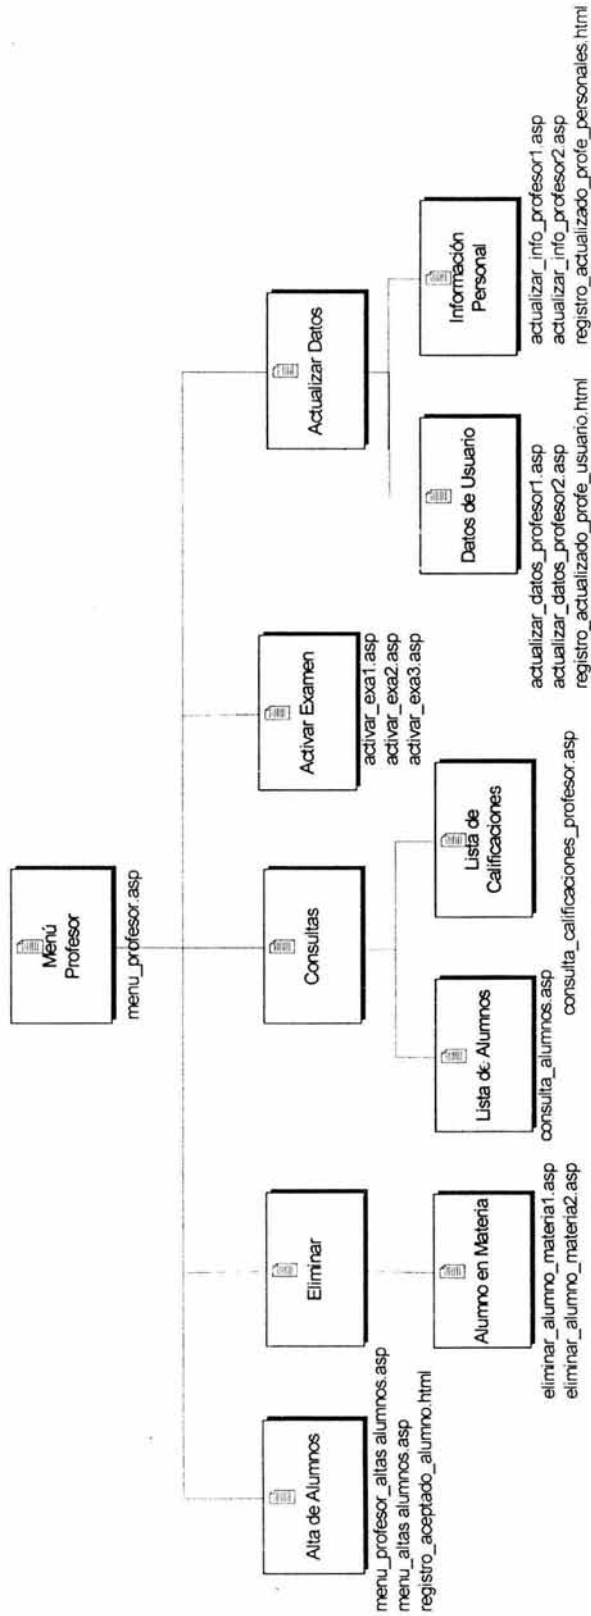 Menú
Profesor
menu_profesor.asp
Alta de Alumnos
menu_profesor_altas alumnos.asp
menu_altas alumnos.asp
registro_aceptado_alumno.html
Eliminar
Alumno en Materia
eliminar_alumno_materia1.asp
eliminar_alumno_materia2.asp
Consultas
Lista de Alumnos
consulta_alumnos.asp
Lista de
Calificaciones
consulta_calificaciones_profesor.asp
Activar Examen
activar_exa1.asp
activar_exa2.asp
activar_exa3.asp
Actualizar Datos
Datos de Usuario
actualizar_datos_profesor1.asp
actualizar_datos_profesor2.asp
registro_actualizado_profe_usuario.html
Información
Personal
actualizar_info_profesor1.asp
actualizar_info_profesor2.asp
registro_actualizado_profe_personales.html